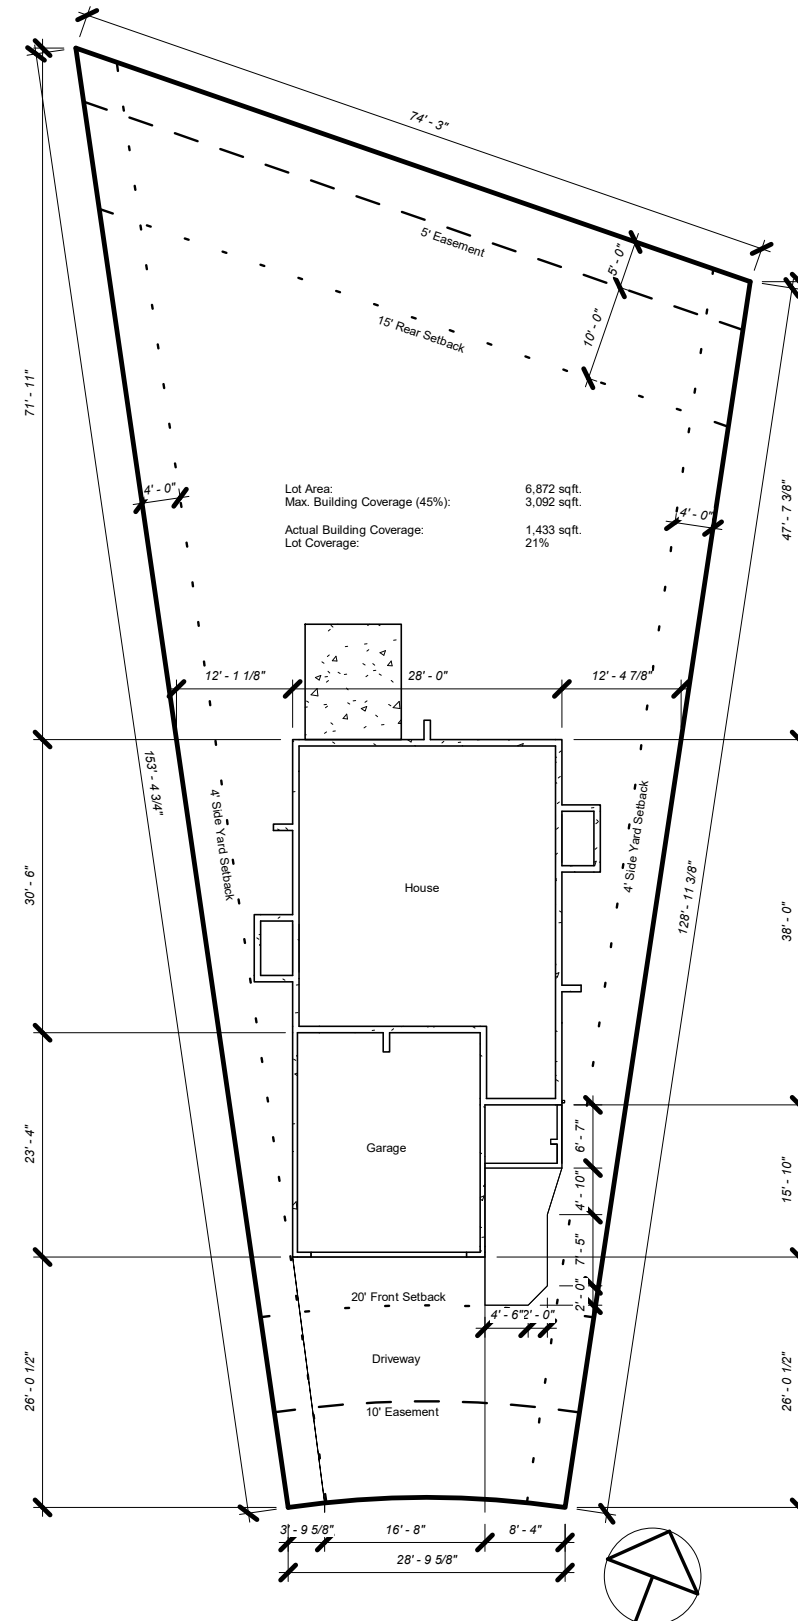 74' - 3"
5' Easement
5' - 0"
15' Rear Setback
10' - 0"
71' - 11"
47' - 7 3/8"
4' - 0"
Lot Area: 6,872 sqft.
Max. Building Coverage (45%): 3,092 sqft.
4' - 0"
Actual Building Coverage: 1,433 sqft.
Lot Coverage: 21%
12' - 1 1/8" 28' - 0" 12' - 4 7/8"
153' - 4 3/4"
4' Side Yard Setback
4' Side Yard Setback
House
30' - 6"
128' - 11 3/8"
38' - 0"
Garage
23' - 4"
6' - 7"
4' - 10"
15' - 10"
7' - 5"
2' - 0"
20' Front Setback
4' - 6" 2' - 0"
Driveway
26' - 0 1/2"
26' - 0 1/2"
10' Easement
3' - 9 5/8" 16' - 8" 8' - 4"
28' - 9 5/8"